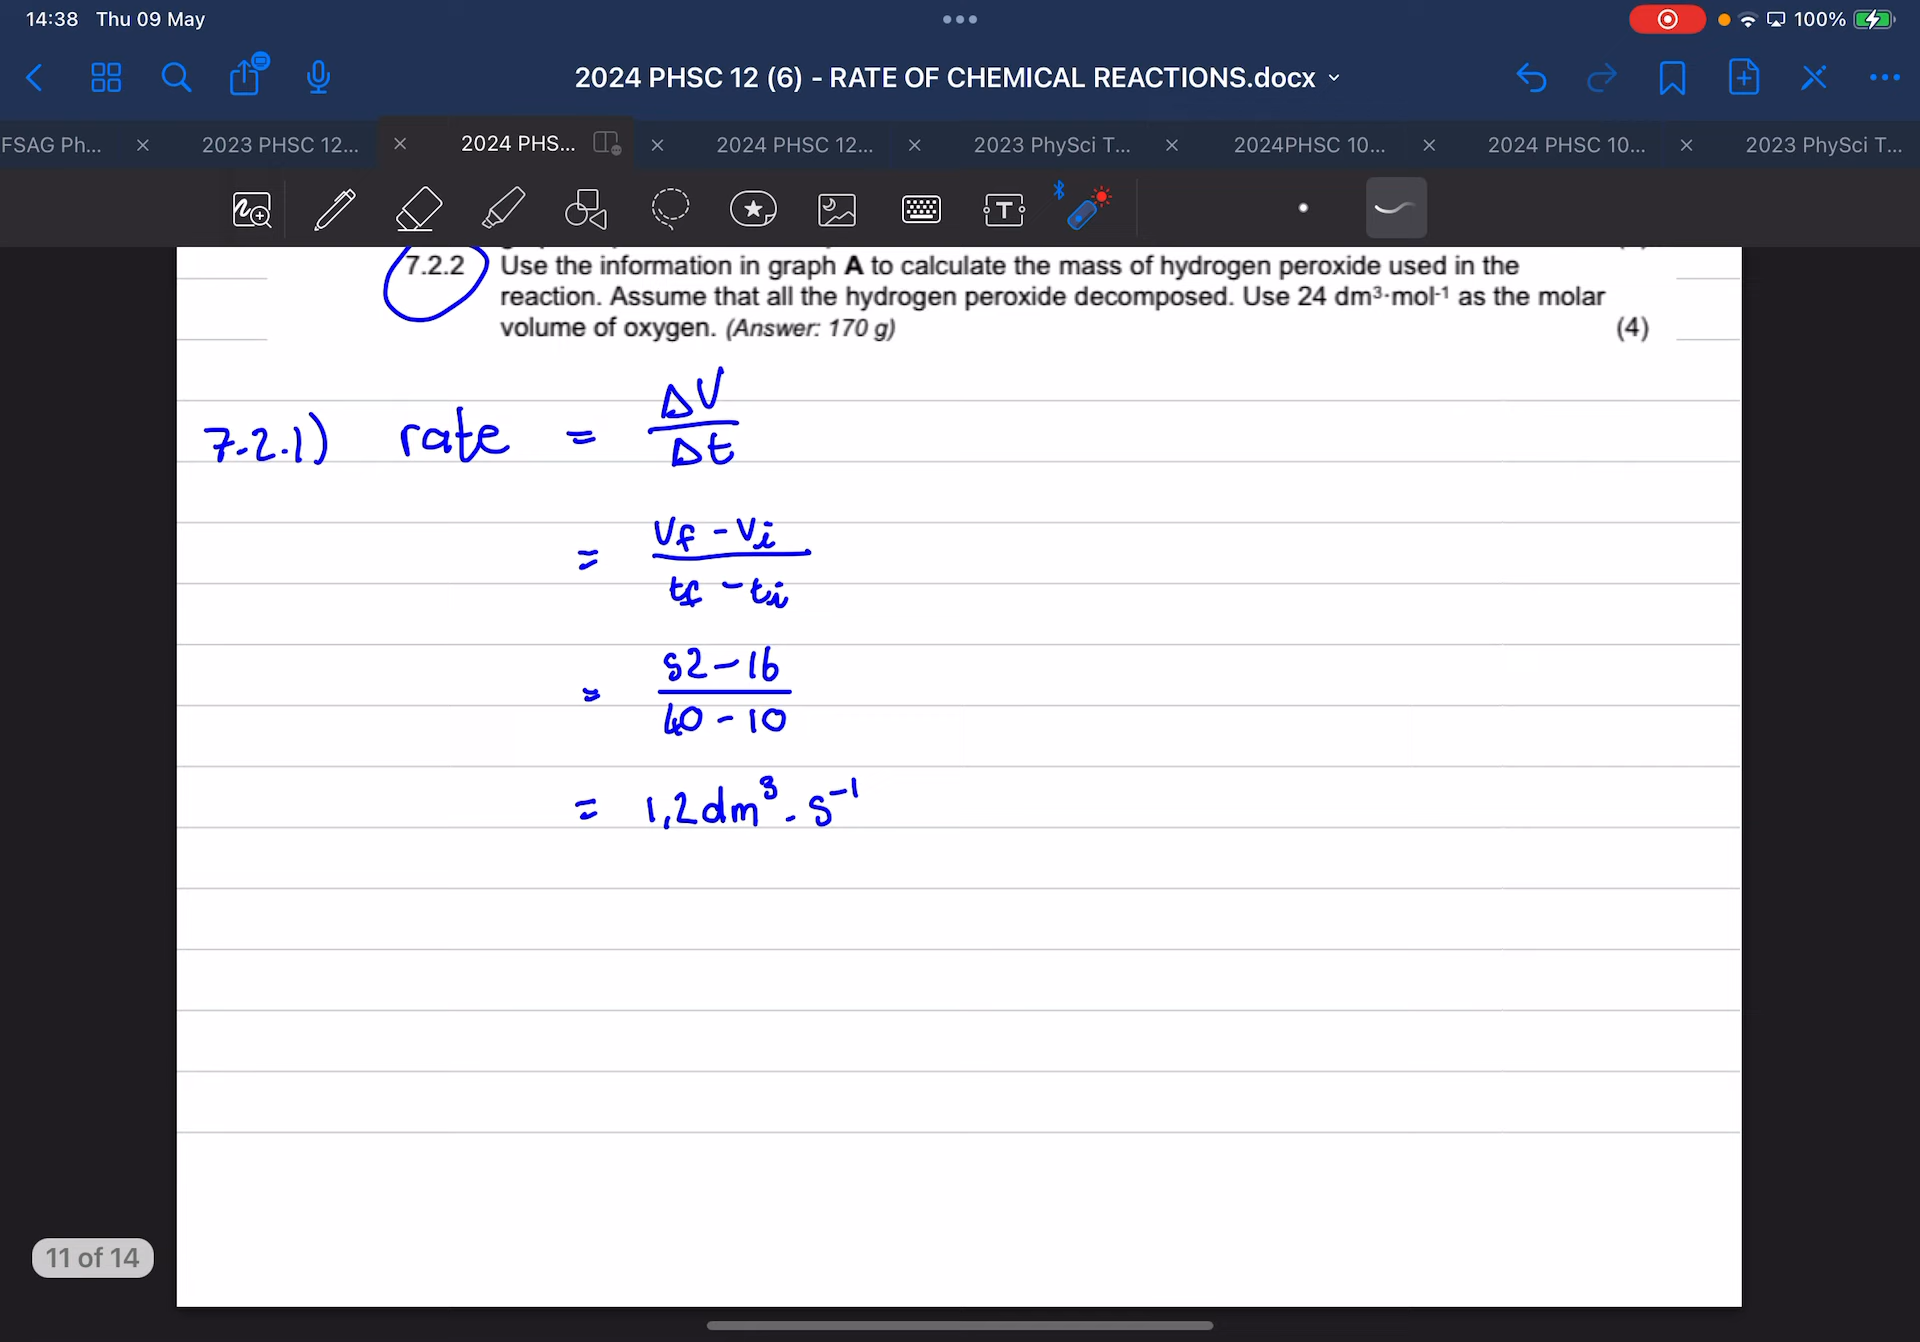 14:38 Thu 09 May
100%
2024 PHSC 12 (6) - RATE OF CHEMICAL REACTIONS.docx
FSAG Ph... 2023 PHSC 12... 2024 PHS... 2024 PHSC 12... 2023 PhySci T... 2024PHSC 10... 2024 PHSC 10... 2023 PhySci T...
7.2.2 Use the information in graph A to calculate the mass of hydrogen peroxide used in the
reaction. Assume that all the hydrogen peroxide decomposed. Use 24 dm³·mol⁻¹ as the molar
volume of oxygen. (Answer: 170 g) (4)
7.2.1) rate = ΔV
Δt
= Vf - Vi
tf - ti
= 52 - 16
40 - 10
= 1,2 dm³ . s⁻¹
11 of 14